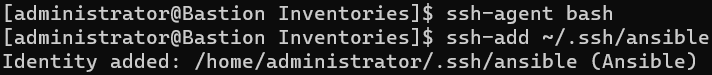 [administrator@Bastion Inventories]$ ssh-agent bash
[administrator@Bastion Inventories]$ ssh-add ~/.ssh/ansible
Identity added: /home/administrator/.ssh/ansible (Ansible)